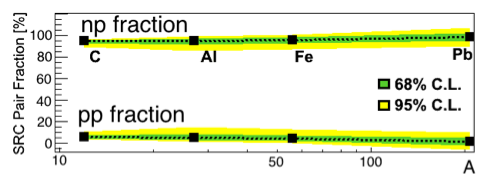 SRC Pair Fraction [%]
100
80
60
40
20
0
np fraction
C
Al
Fe
Pb
68% C.L.
95% C.L.
pp fraction
10
50
100
A